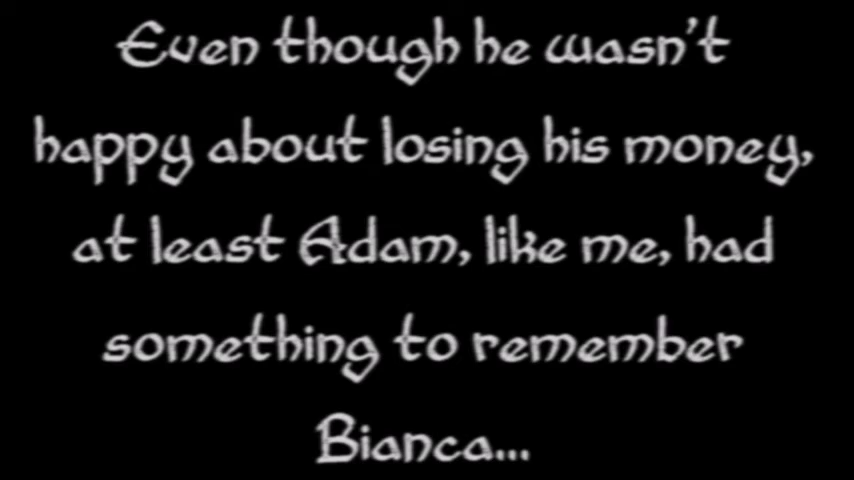 Even though he wasn't
happy about losing his money,
at least Adam, like me, had
something to remember
Bianca...